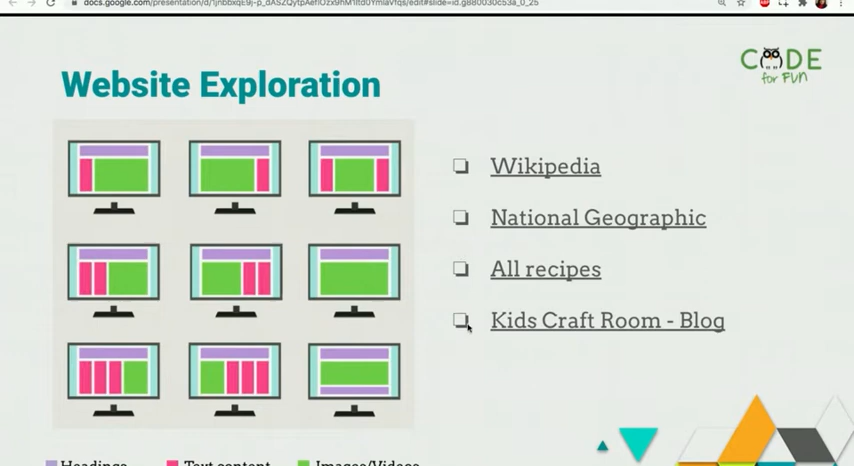 Website Exploration
CODE
for FUN
Wikipedia
National Geographic
All recipes
Kids Craft Room - Blog
Headings Text content Images/Videos